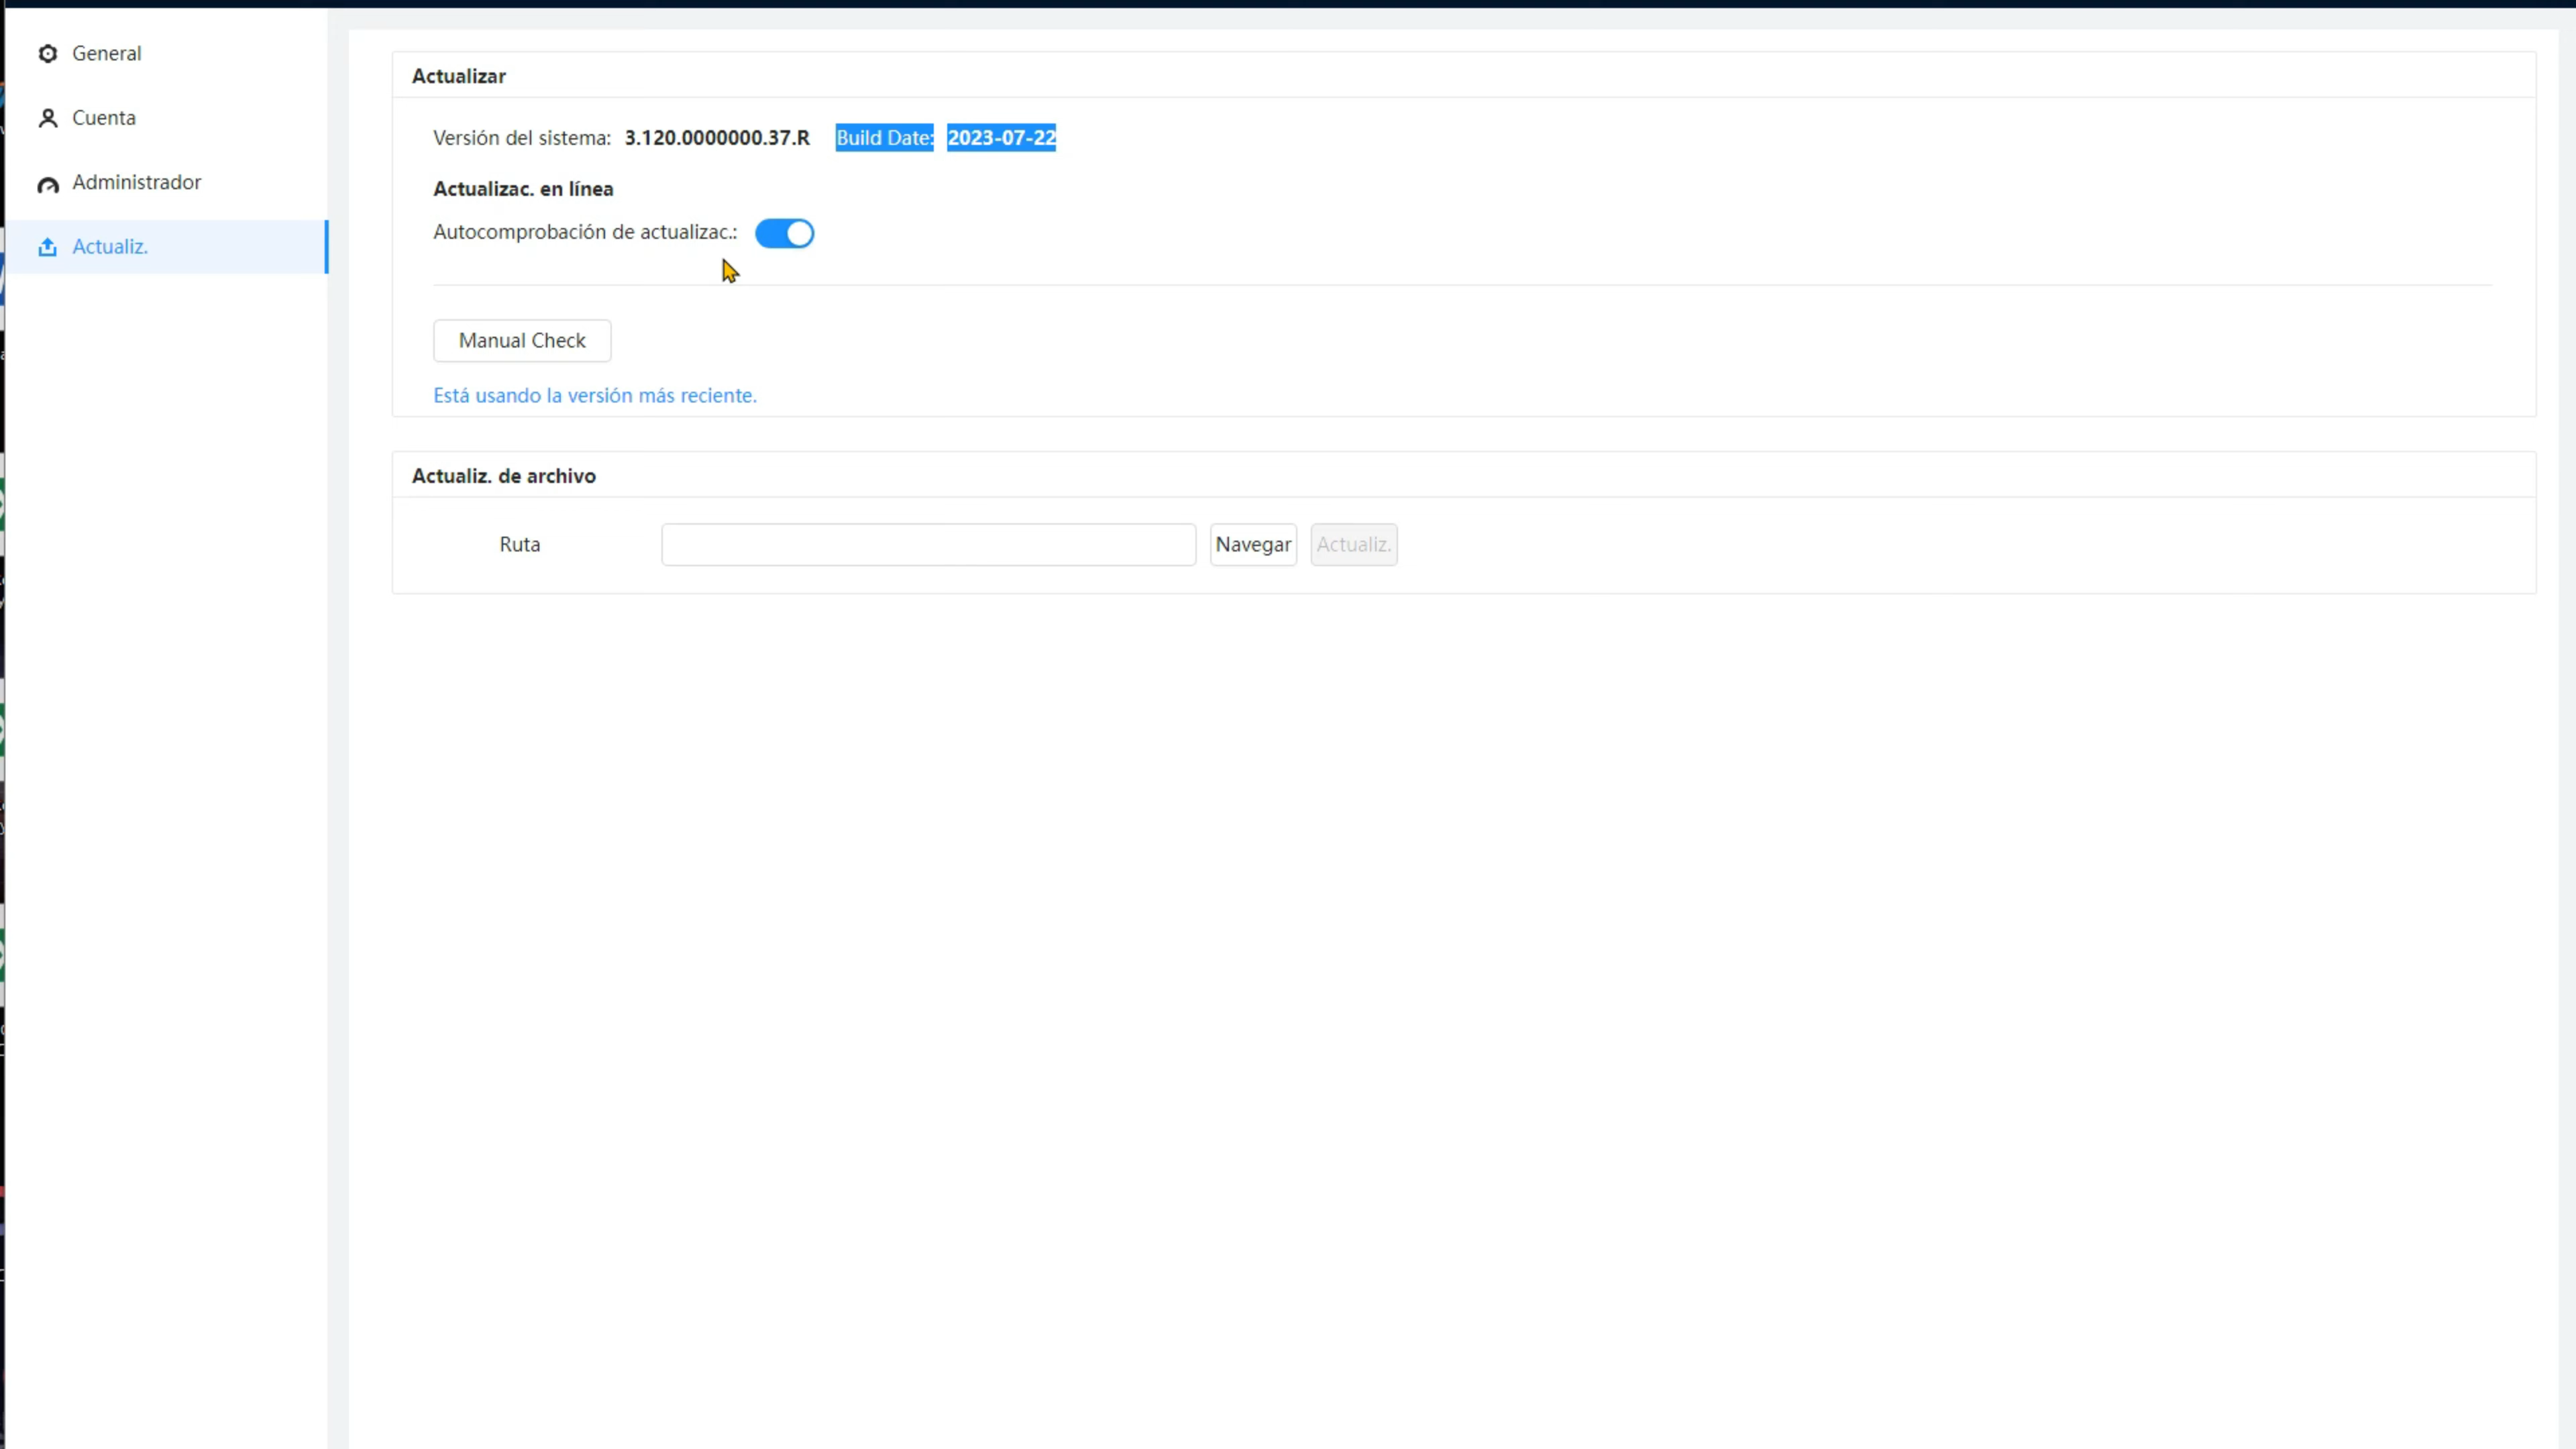 General
Cuenta
Administrador
Actualiz.
Actualizar
Versión del sistema: 3.120.0000000.37.R Build Date: 2023-07-22
Actualizac. en línea
Autocomprobación de actualizac.:
Manual Check
Está usando la versión más reciente.
Actualiz. de archivo
Ruta Navegar Actualiz.